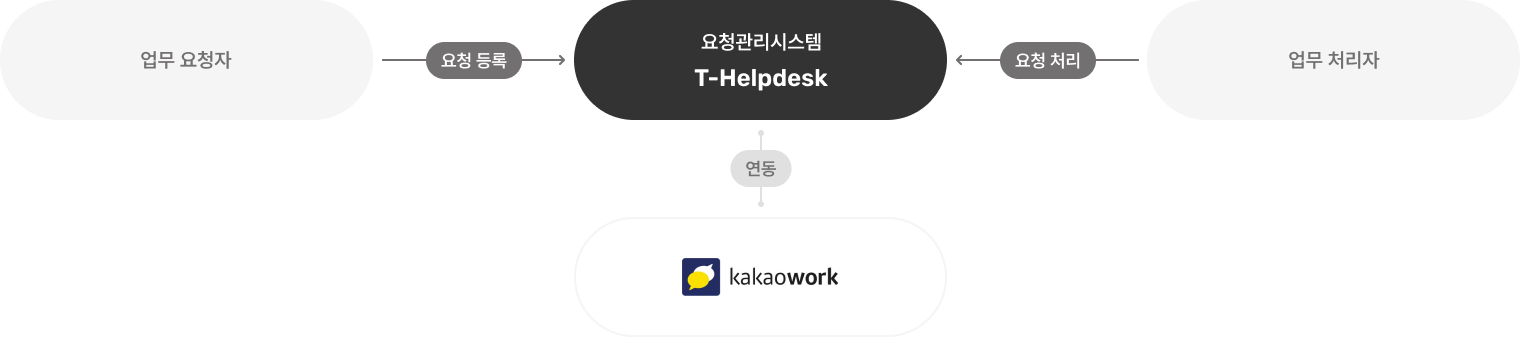 업무 요청자
요청 등록
요청관리시스템
T-Helpdesk
요청 처리
업무 처리자
연동
kakaowork